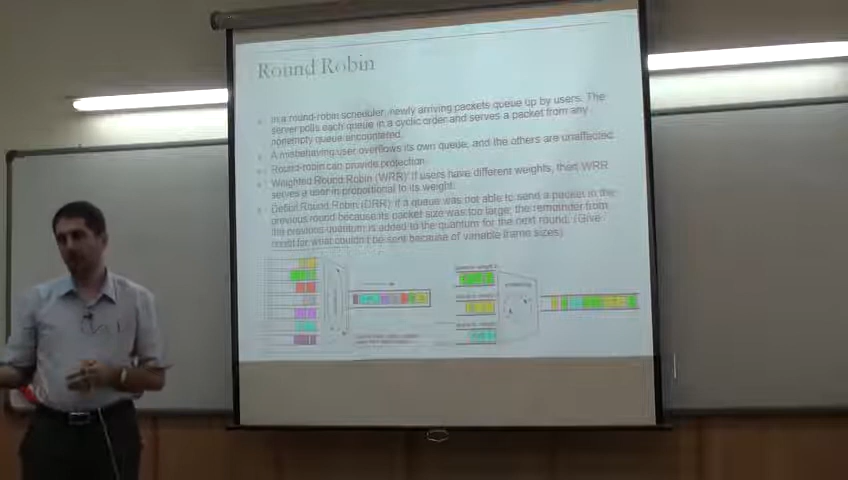 Round Robin
In a round-robin scheduler, newly arriving packets queue up by users. The
server polls each queue in a cyclic order and serves a packet from any
nonempty queue encountered.
A misbehaving user overflows its own queue, and the others are unaffected.
Round-robin can provide protection.
Weighted Round Robin (WRR): if users have different weights, then WRR
serves a user in proportional to its weight.
Deficit Round Robin (DRR): if a queue was not able to send a packet in the
previous round because its packet size was too large, the remainder from
the previous quantum is added to the quantum for the next round. (Give
for what couldn't be sent because of variable frame sizes)